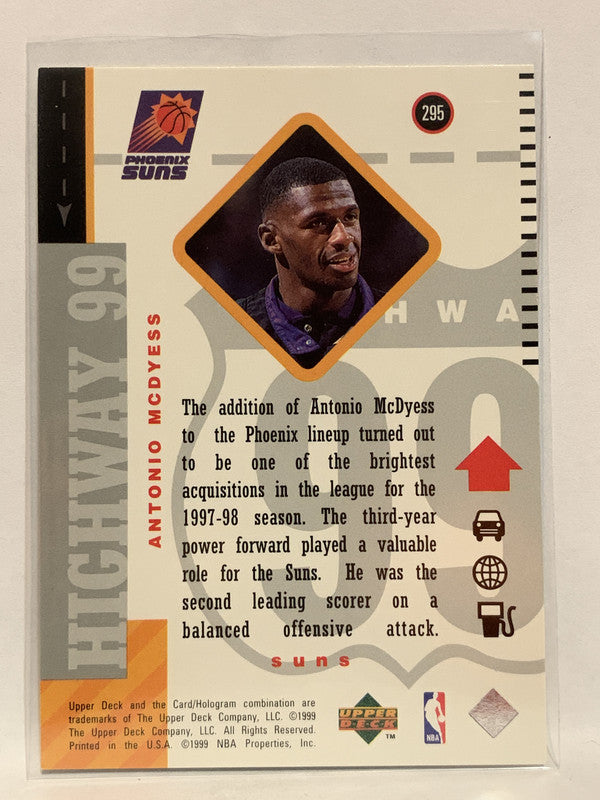 PHOENIX
SUNS
295
HIGHWAY 99
ANTONIO MCDYESS
HWA
99
The addition of Antonio McDyess
to the Phoenix lineup turned out
to be one of the brightest
acquisitions in the league for the
1997-98 season. The third-year
power forward played a valuable
role for the Suns. He was the
second leading scorer on a
balanced offensive attack.
suns
Upper Deck and the Card/Hologram combination are
trademarks of The Upper Deck Company, LLC. ©1999
The Upper Deck Company, LLC. All Rights Reserved.
Printed in the U.S.A. ©1999 NBA Properties, Inc.
UPPER
DECK
TM
NBA